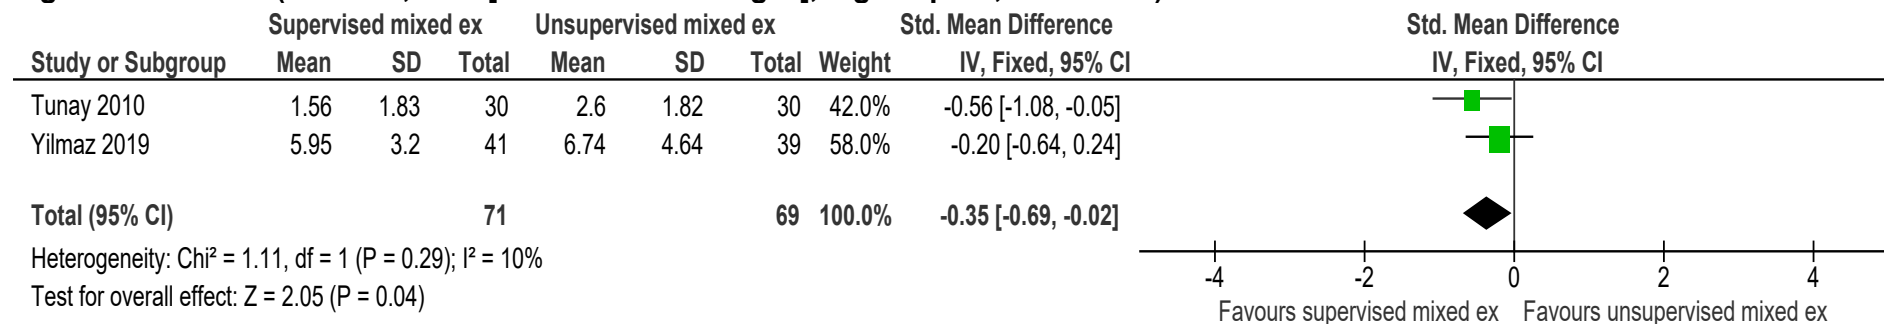 Supervised mixed ex Unsupervised mixed ex Std. Mean Difference Std. Mean Difference
Study or Subgroup Mean SD Total Mean SD Total Weight IV, Fixed, 95% CI IV, Fixed, 95% CI
Tunay 2010 1.56 1.83 30 2.6 1.82 30 42.0% -0.56 [-1.08, -0.05]
Yilmaz 2019 5.95 3.2 41 6.74 4.64 39 58.0% -0.20 [-0.64, 0.24]
Total (95% CI) 71 69 100.0% -0.35 [-0.69, -0.02]
Heterogeneity: Chi² = 1.11, df = 1 (P = 0.29); I² = 10%
Test for overall effect: Z = 2.05 (P = 0.04)
-4 -2 0 2 4
Favours supervised mixed ex Favours unsupervised mixed ex